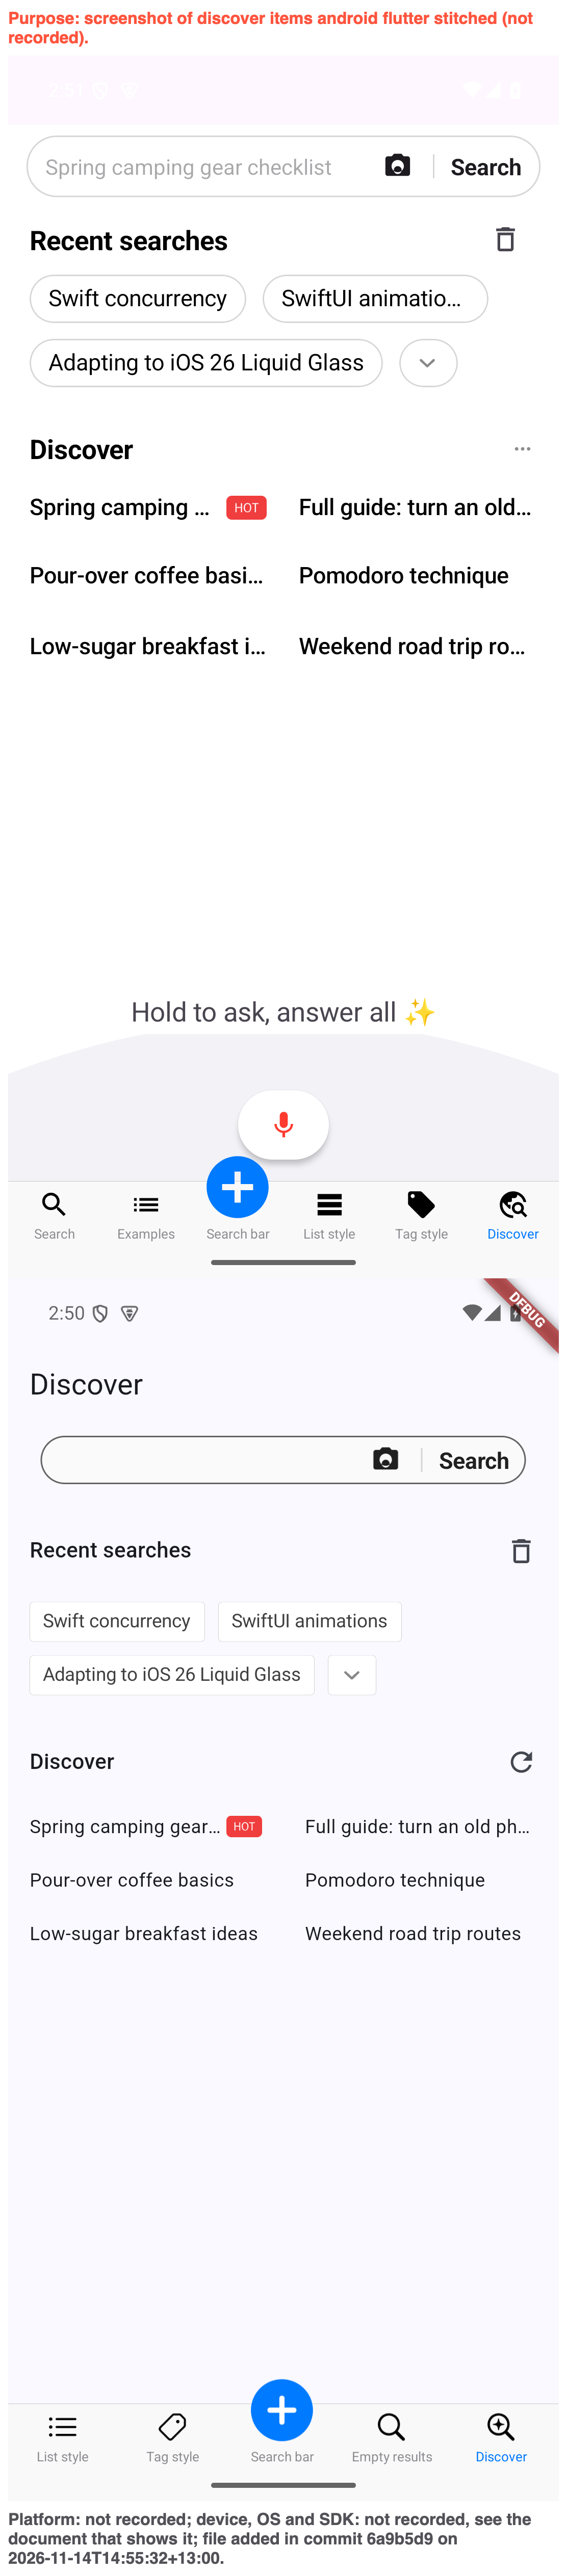 Purpose: screenshot of discover items android flutter stitched (not
recorded).
2:51
Spring camping gear checklist
Search
Recent searches
Swift concurrency
SwiftUI animatio...
Adapting to iOS 26 Liquid Glass
Discover
Spring camping ...
HOT
Full guide: turn an old...
Pour-over coffee basi...
Pomodoro technique
Low-sugar breakfast i...
Weekend road trip ro...
Hold to ask, answer all ✨
Search
Examples
Search bar
List style
Tag style
Discover
2:50
DEBUG
Discover
Search
Recent searches
Swift concurrency
SwiftUI animations
Adapting to iOS 26 Liquid Glass
Discover
Spring camping gear...
HOT
Full guide: turn an old ph...
Pour-over coffee basics
Pomodoro technique
Low-sugar breakfast ideas
Weekend road trip routes
List style
Tag style
Search bar
Empty results
Discover
Platform: not recorded; device, OS and SDK: not recorded, see the
document that shows it; file added in commit 6a9b5d9 on
2026-11-14T14:55:32+13:00.